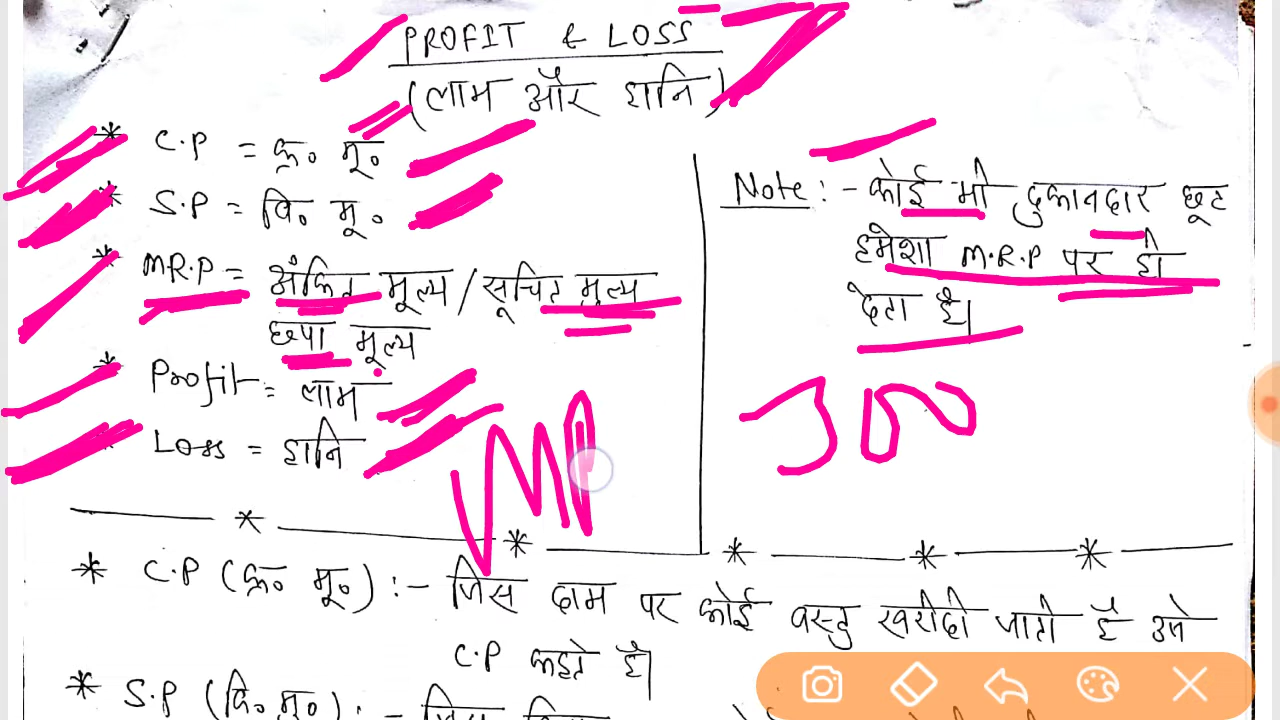 PROFIT & LOSS
(लाभ और हानि)
* C.P = क्र० मू०
* S.P = वि० मू०
* M.R.P = अंकित मूल्य / सूचित मूल्य
छपा मूल्य
* Profit = लाभ
* Loss = हानि
Note :- कोई भी दुकानदार छूट
हमेशा M.R.P पर ही
देता है।
300
* C.P (क्र० मू०) :- जिस दाम पर कोई वस्तु खरीदी जाती है उसे
C.P कहते है।
* S.P (वि० मू०) :- जिस